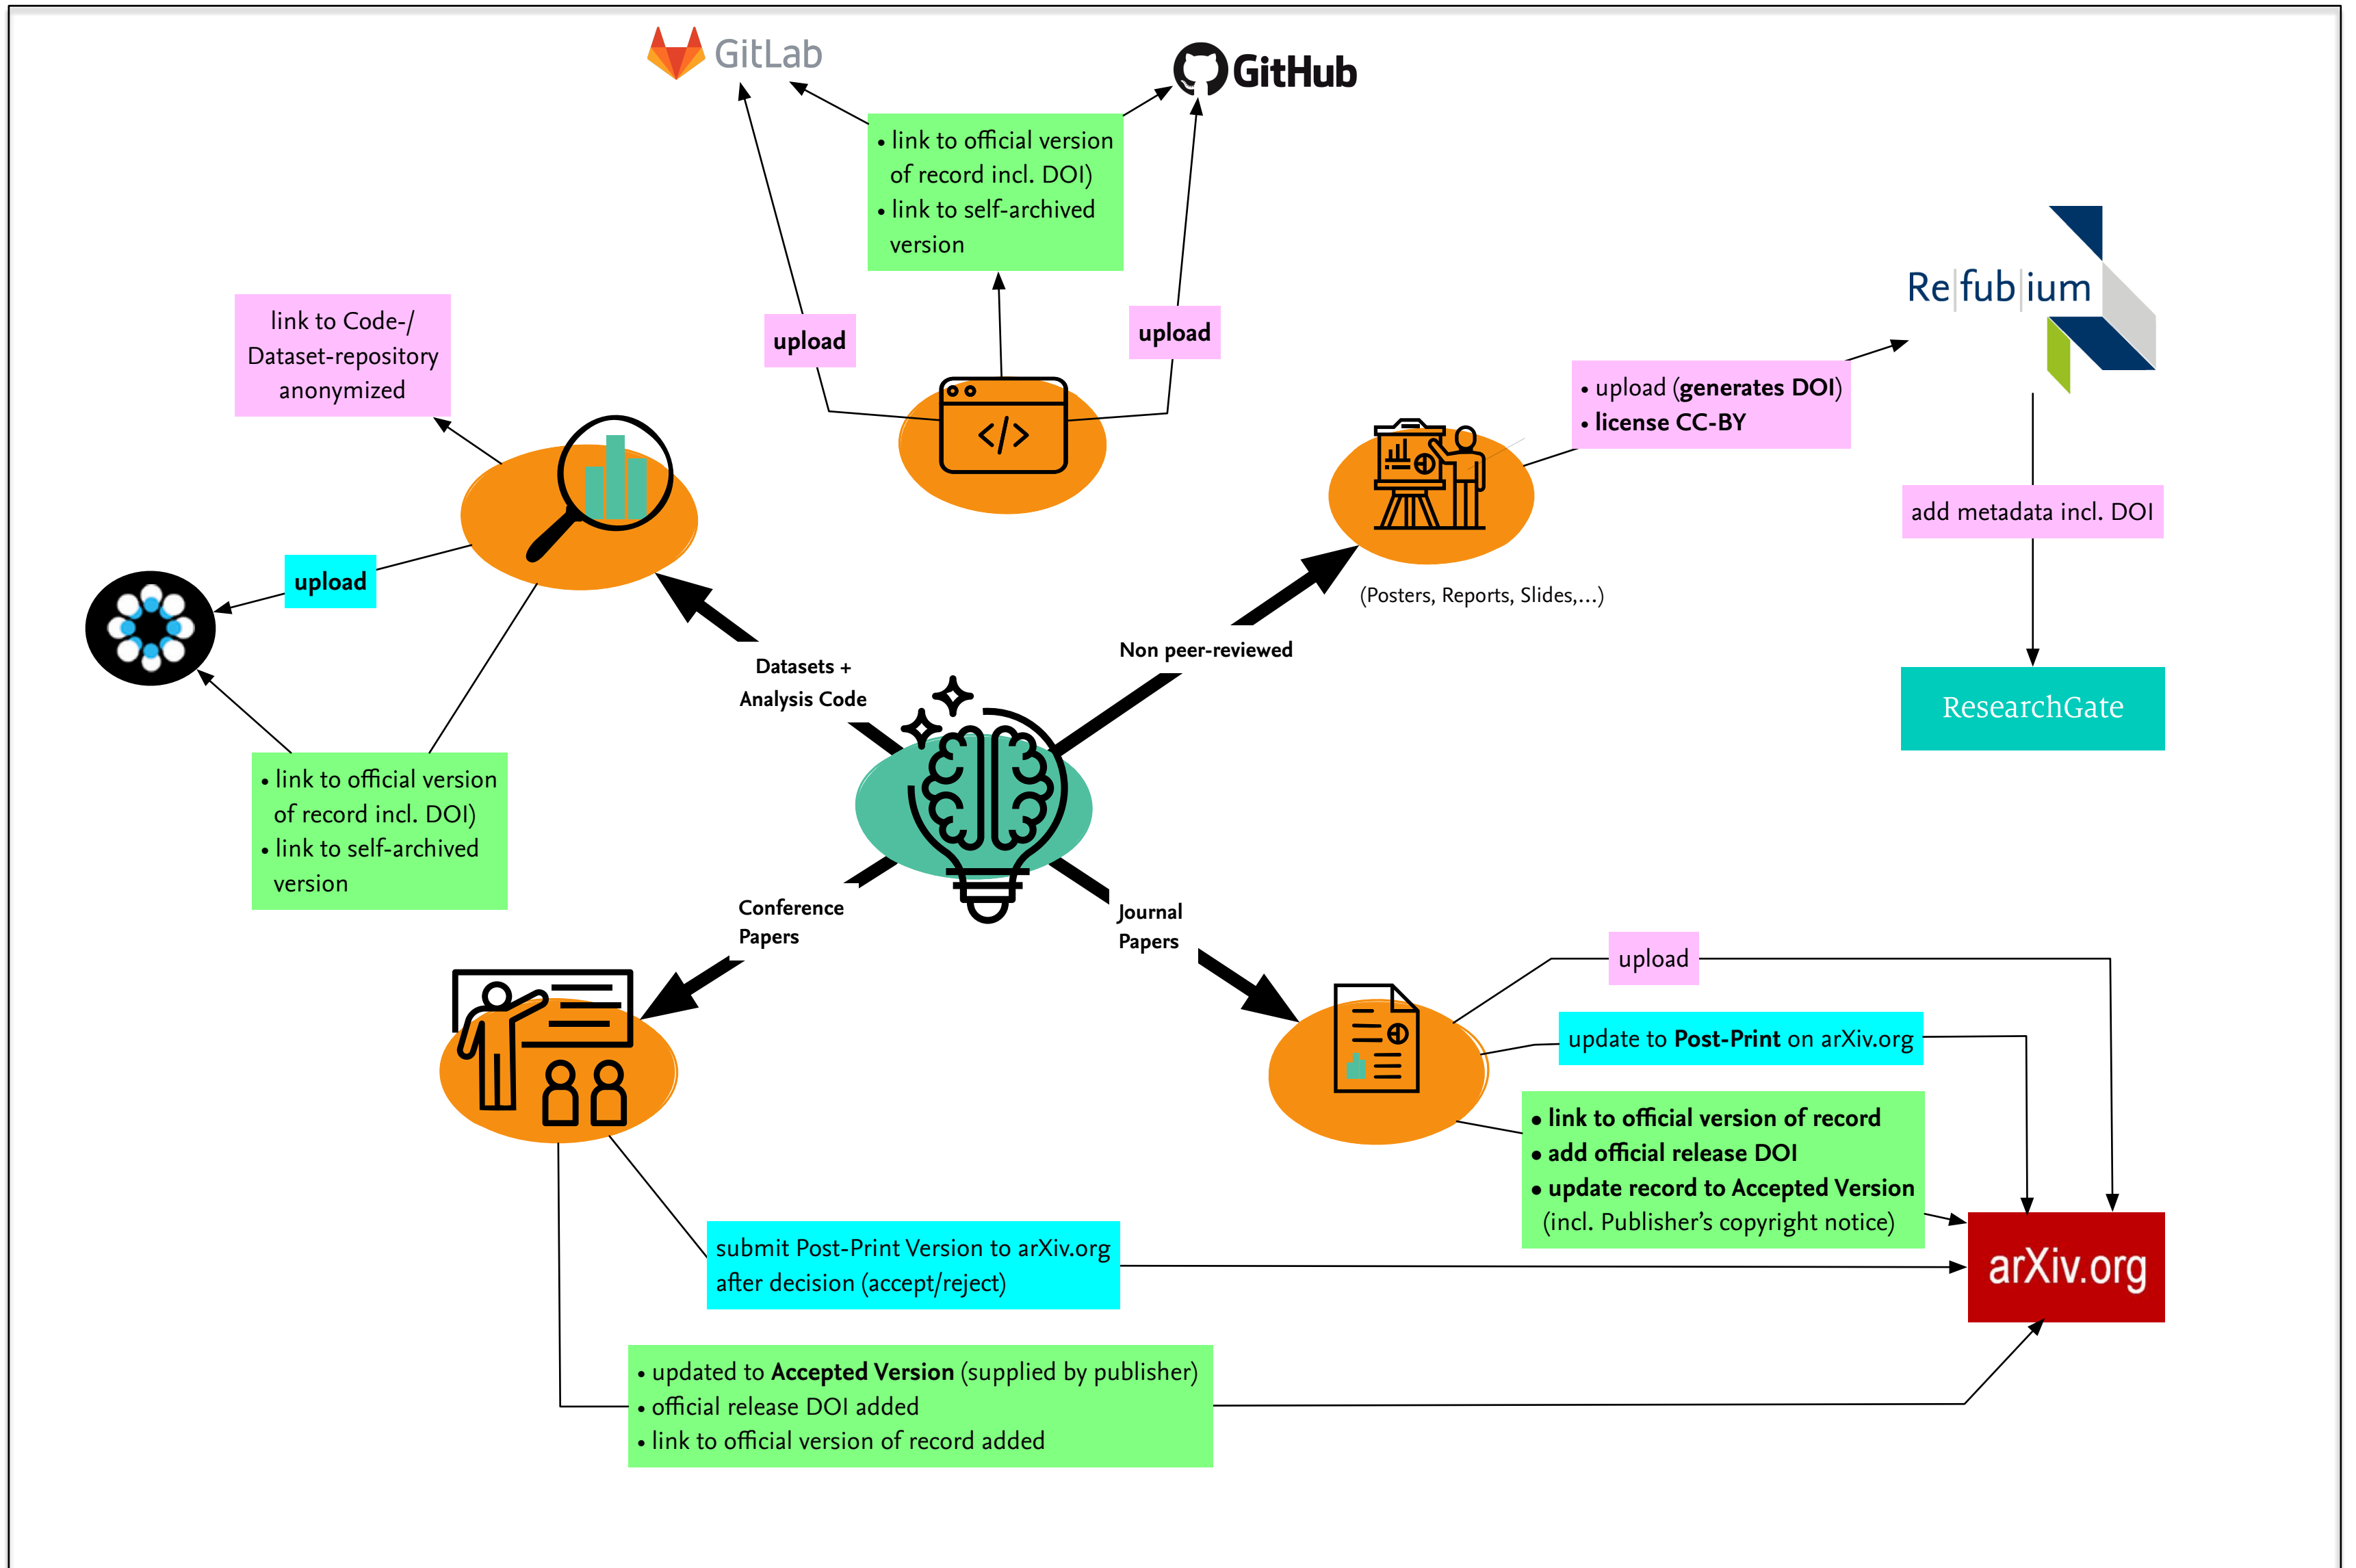 GitLab
GitHub
• link to official version
of record incl. DOI)
• link to self-archived
version
upload
upload
</>
link to Code-/
Dataset-repository
anonymized
upload
• link to official version
of record incl. DOI)
• link to self-archived
version
Datasets +
Analysis Code
Non peer-reviewed
(Posters, Reports, Slides,...)
• upload (generates DOI)
• license CC-BY
Re|fub|ium
add metadata incl. DOI
ResearchGate
Conference
Papers
Journal
Papers
upload
update to Post-Print on arXiv.org
• link to official version of record
• add official release DOI
• update record to Accepted Version
(incl. Publisher's copyright notice)
submit Post-Print Version to arXiv.org
after decision (accept/reject)
arXiv.org
• updated to Accepted Version (supplied by publisher)
• official release DOI added
• link to official version of record added